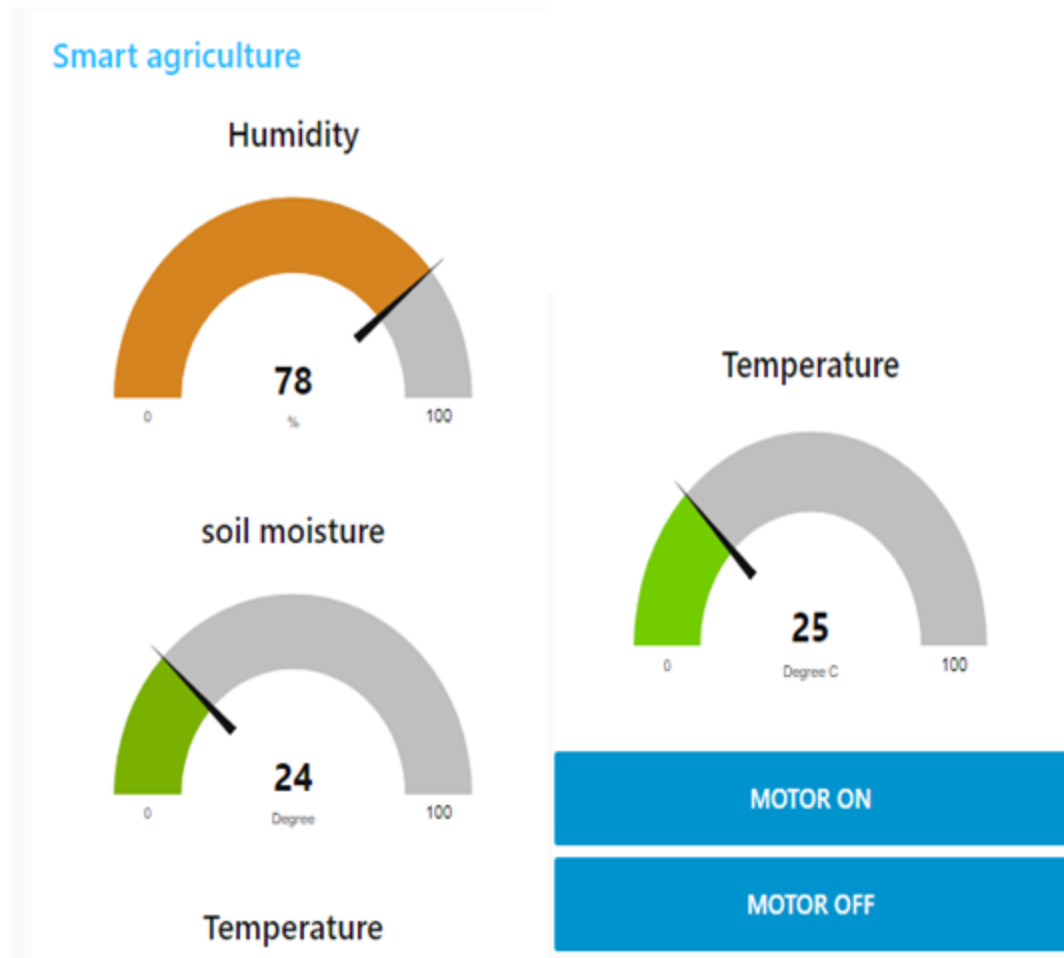 Smart agriculture
Humidity
78
%
0
100
soil moisture
24
Degree
0
100
Temperature
Temperature
25
Degree C
0
100
MOTOR ON
MOTOR OFF